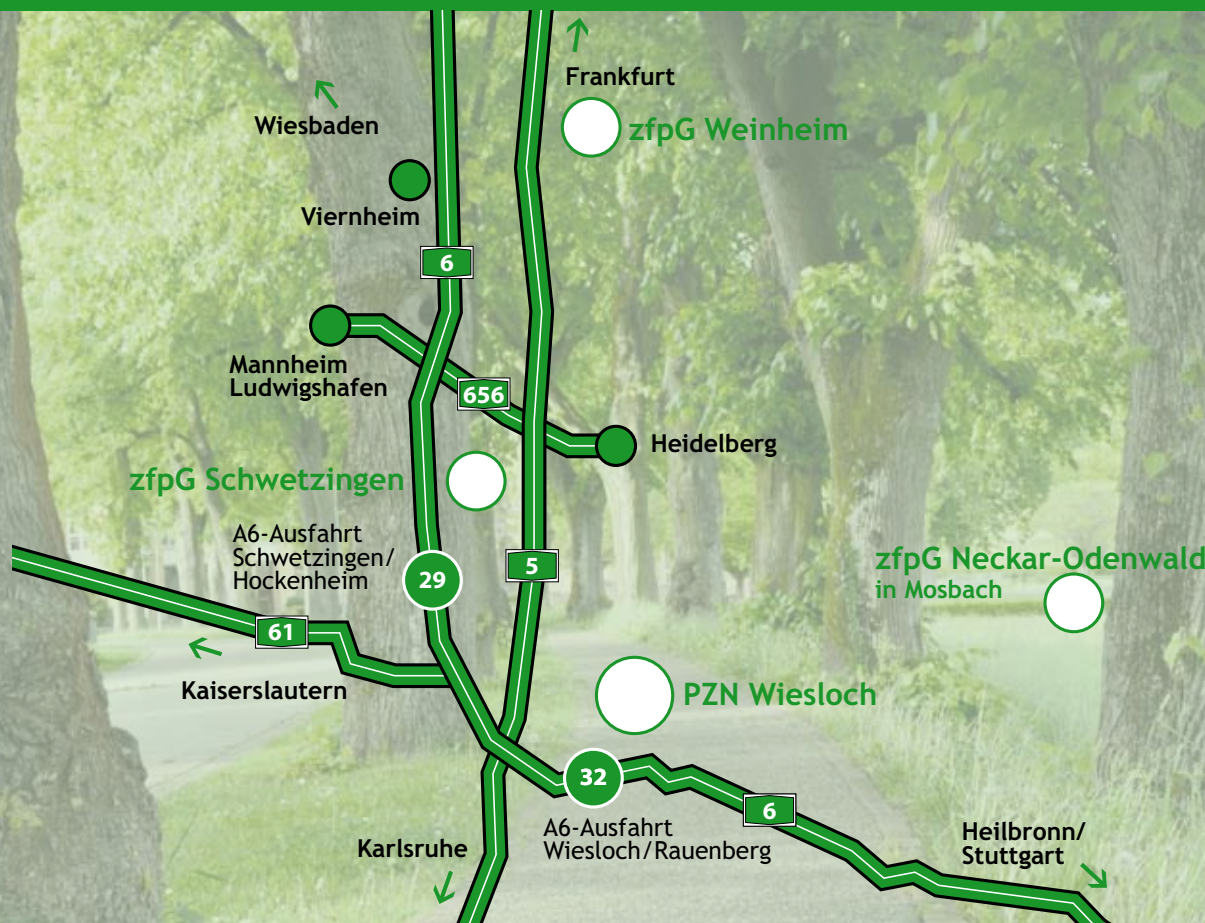 Frankfurt
Wiesbaden
zfpG Weinheim
Viernheim
6
Mannheim
Ludwigshafen
656
Heidelberg
zfpG Schwetzingen
A6-Ausfahrt
Schwetzingen/
Hockenheim
29
5
zfpG Neckar-Odenwald
in Mosbach
61
Kaiserslautern
PZN Wiesloch
32
6
A6-Ausfahrt
Wiesloch/Rauenberg
Karlsruhe
Heilbronn/
Stuttgart